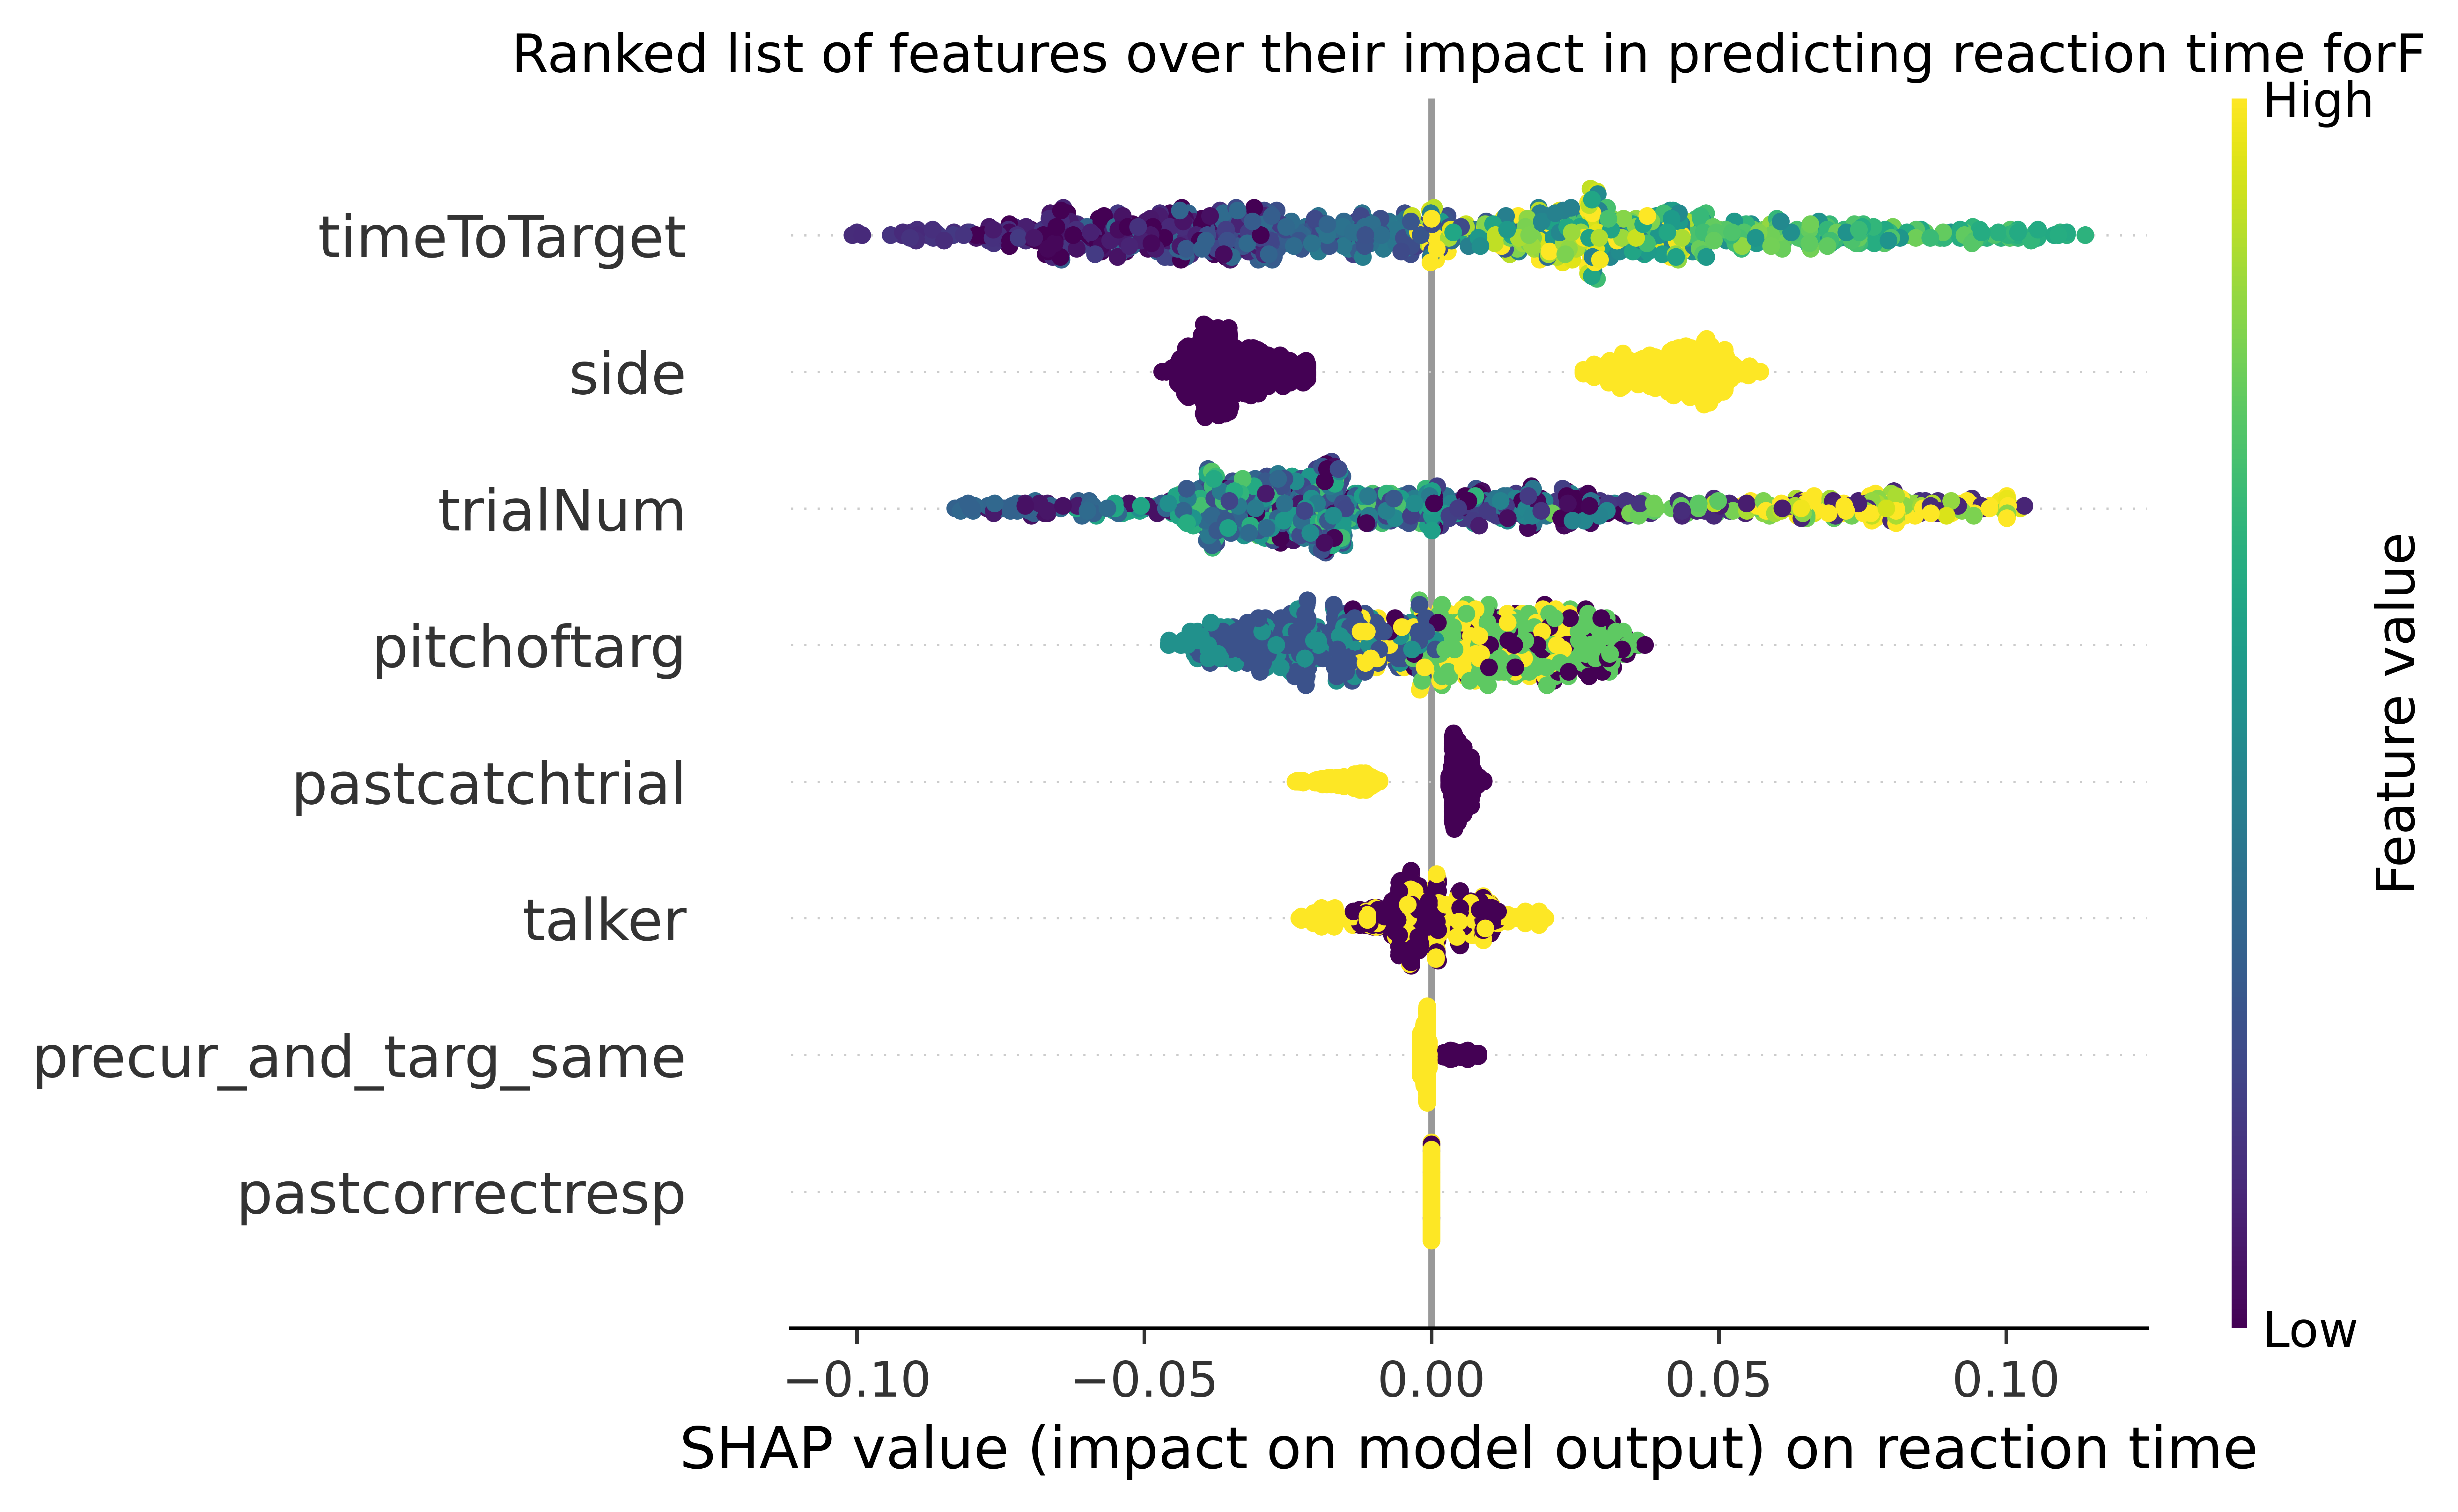 Ranked list of features over their impact in predicting reaction time forF
High
timeToTarget
side
trialNum
pitchoftarg
pastcatchtrial
talker
precur_and_targ_same
pastcorrectresp
Feature value
Low
−0.10 −0.05 0.00 0.05 0.10
SHAP value (impact on model output) on reaction time